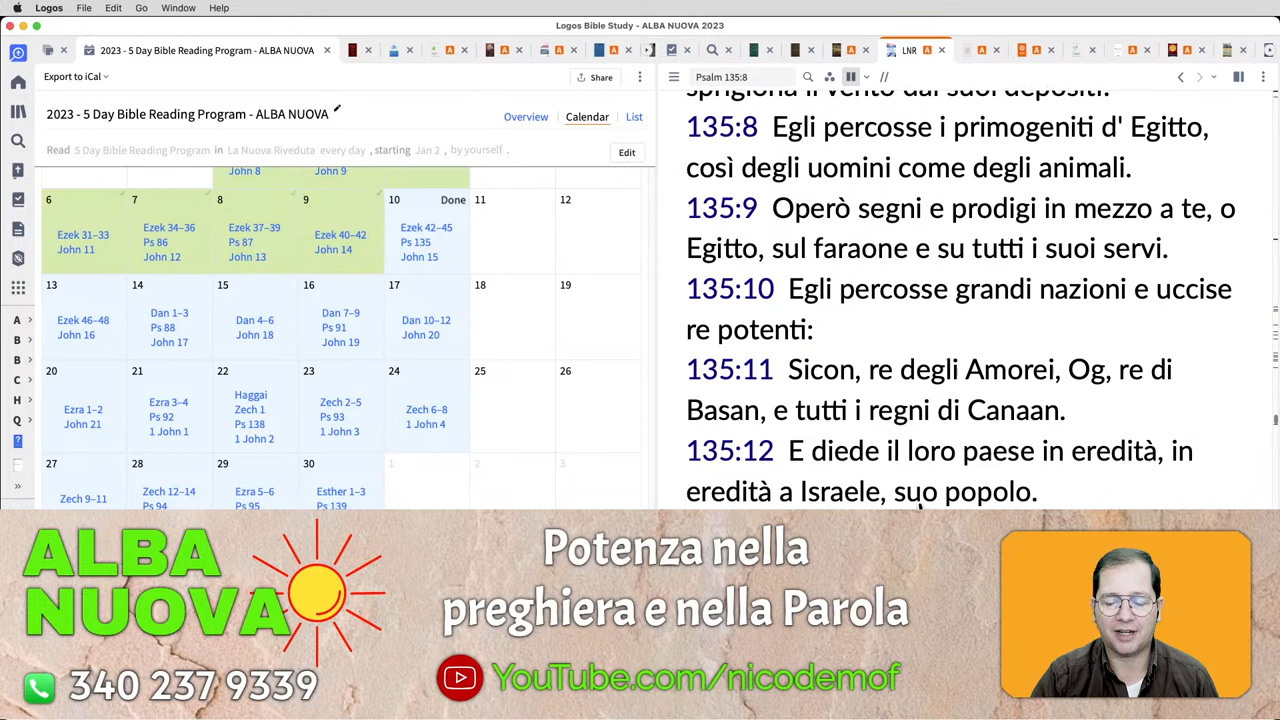 Logos File Edit Go Window Help
Logos Bible Study - ALBA NUOVA 2023
2023 - 5 Day Bible Reading Program - ALBA NUOVA
LNR
Export to iCal
Share
Psalm 135:8
2023 - 5 Day Bible Reading Program - ALBA NUOVA
Overview Calendar List
Read 5 Day Bible Reading Program in La Nuova Riveduta every day , starting Jan 2 , by yourself .
Edit
John 8 John 9
6 7 8 9 10 Done 11 12
Ezek 31–33
John 11
Ezek 34–36
Ps 86
John 12
Ezek 37–39
Ps 87
John 13
Ezek 40–42
John 14
Ezek 42–45
Ps 135
John 15
13 14 15 16 17 18 19
Ezek 46–48
John 16
Dan 1–3
Ps 88
John 17
Dan 4–6
John 18
Dan 7–9
Ps 91
John 19
Dan 10–12
John 20
20 21 22 23 24 25 26
Ezra 1–2
John 21
Ezra 3–4
Ps 92
1 John 1
Haggai
Zech 1
Ps 138
1 John 2
Zech 2–5
Ps 93
1 John 3
Zech 6–8
1 John 4
27 28 29 30 1 2 3
Zech 9–11
Zech 12–14
Ps 94
Ezra 5–6
Ps 95
Esther 1–3
Ps 139
A
B
B
C
H
Q
sprigiona il vento dai suoi depositi.
135:8 Egli percosse i primogeniti d' Egitto,
così degli uomini come degli animali.
135:9 Operò segni e prodigi in mezzo a te, o
Egitto, sul faraone e su tutti i suoi servi.
135:10 Egli percosse grandi nazioni e uccise
re potenti:
135:11 Sicon, re degli Amorei, Og, re di
Basan, e tutti i regni di Canaan.
135:12 E diede il loro paese in eredità, in
eredità a Israele, suo popolo.
ALBA
NUOVA
340 237 9339
Potenza nella
preghiera e nella Parola
YouTube.com/nicodemof